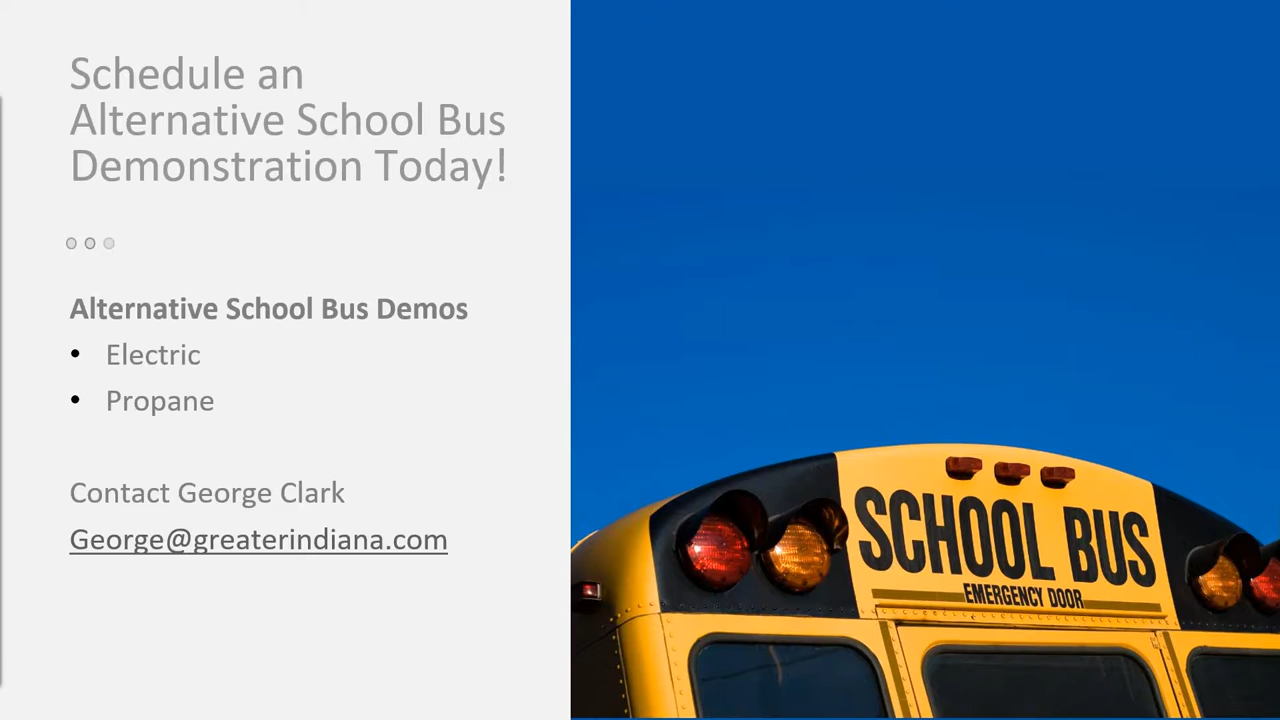 Schedule an
Alternative School Bus
Demonstration Today!
Alternative School Bus Demos
• Electric
• Propane
Contact George Clark
George@greaterindiana.com
SCHOOL BUS
EMERGENCY DOOR